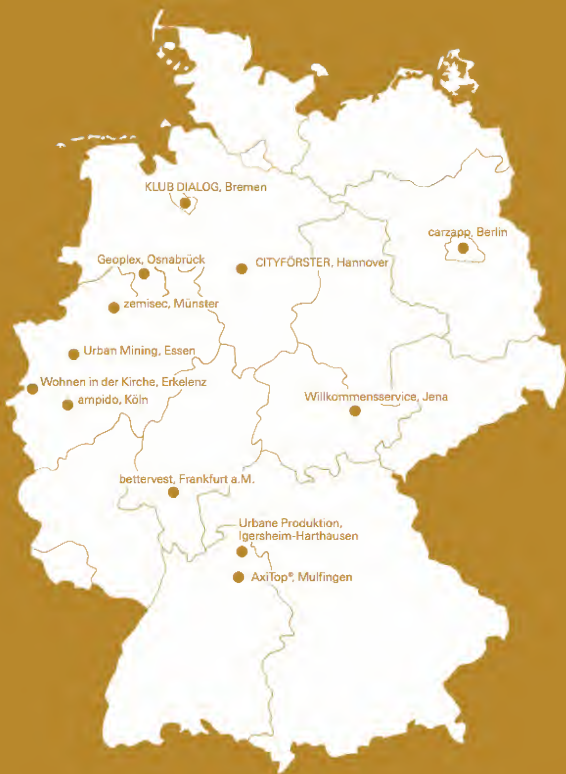 KLUB DIALOG, Bremen
carzapp, Berlin
Geoplex, Osnabrück
CITYFÖRSTER, Hannover
zemisec, Münster
Urban Mining, Essen
Wohnen in der Kirche, Erkelenz
ampido, Köln
Willkommensservice, Jena
bettervest, Frankfurt a.M.
Urbane Produktion,
Igersheim-Harthausen
AxiTop®, Mulfingen